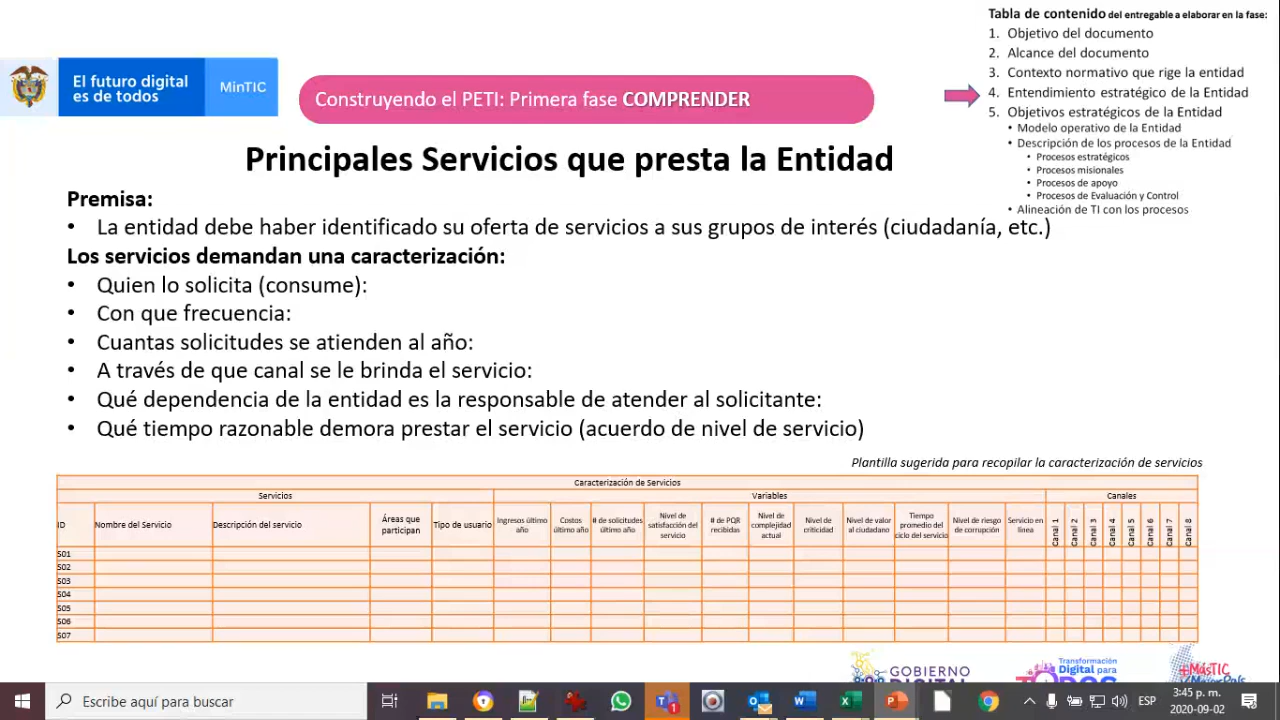 Tabla de contenido del entregable a elaborar en la fase:
1. Objetivo del documento
2. Alcance del documento
3. Contexto normativo que rige la entidad
4. Entendimiento estratégico de la Entidad
5. Objetivos estratégicos de la Entidad
• Modelo operativo de la Entidad
• Descripción de los procesos de la Entidad
• Procesos estratégicos
• Procesos misionales
• Procesos de apoyo
• Procesos de Evaluación y Control
• Alineación de TI con los procesos
El futuro digital
es de todos
MinTIC
Construyendo el PETI: Primera fase COMPRENDER
Principales Servicios que presta la Entidad
Premisa:
• La entidad debe haber identificado su oferta de servicios a sus grupos de interés (ciudadanía, etc.)
Los servicios demandan una caracterización:
• Quien lo solicita (consume):
• Con que frecuencia:
• Cuantas solicitudes se atienden al año:
• A través de que canal se le brinda el servicio:
• Qué dependencia de la entidad es la responsable de atender al solicitante:
• Qué tiempo razonable demora prestar el servicio (acuerdo de nivel de servicio)
Plantilla sugerida para recopilar la caracterización de servicios
Caracterización de Servicios
Servicios
Variables
Canales
ID
Nombre del Servicio
Descripción del servicio
Áreas que
participan
Tipo de usuario
Ingresos último
año
Costos
último año
# de solicitudes
último año
Nivel de
satisfacción del
servicio
# de PQR
recibidas
Nivel de
complejidad
actual
Nivel de
criticidad
Nivel de valor
al ciudadano
Tiempo
promedio del
ciclo del servicio
Nivel de riesgo
de corrupción
Servicio en
línea
Canal 1
Canal 2
Canal 3
Canal 4
Canal 5
Canal 6
Canal 7
Canal 8
S01
S02
S03
S04
S05
S06
S07
GOBIERNO
DIGITAL
Transformación
Digital para
TODOS
+MásTIC
+MejorPaís
Escribe aquí para buscar
1
ESP
3:45 p. m.
2020-09-02